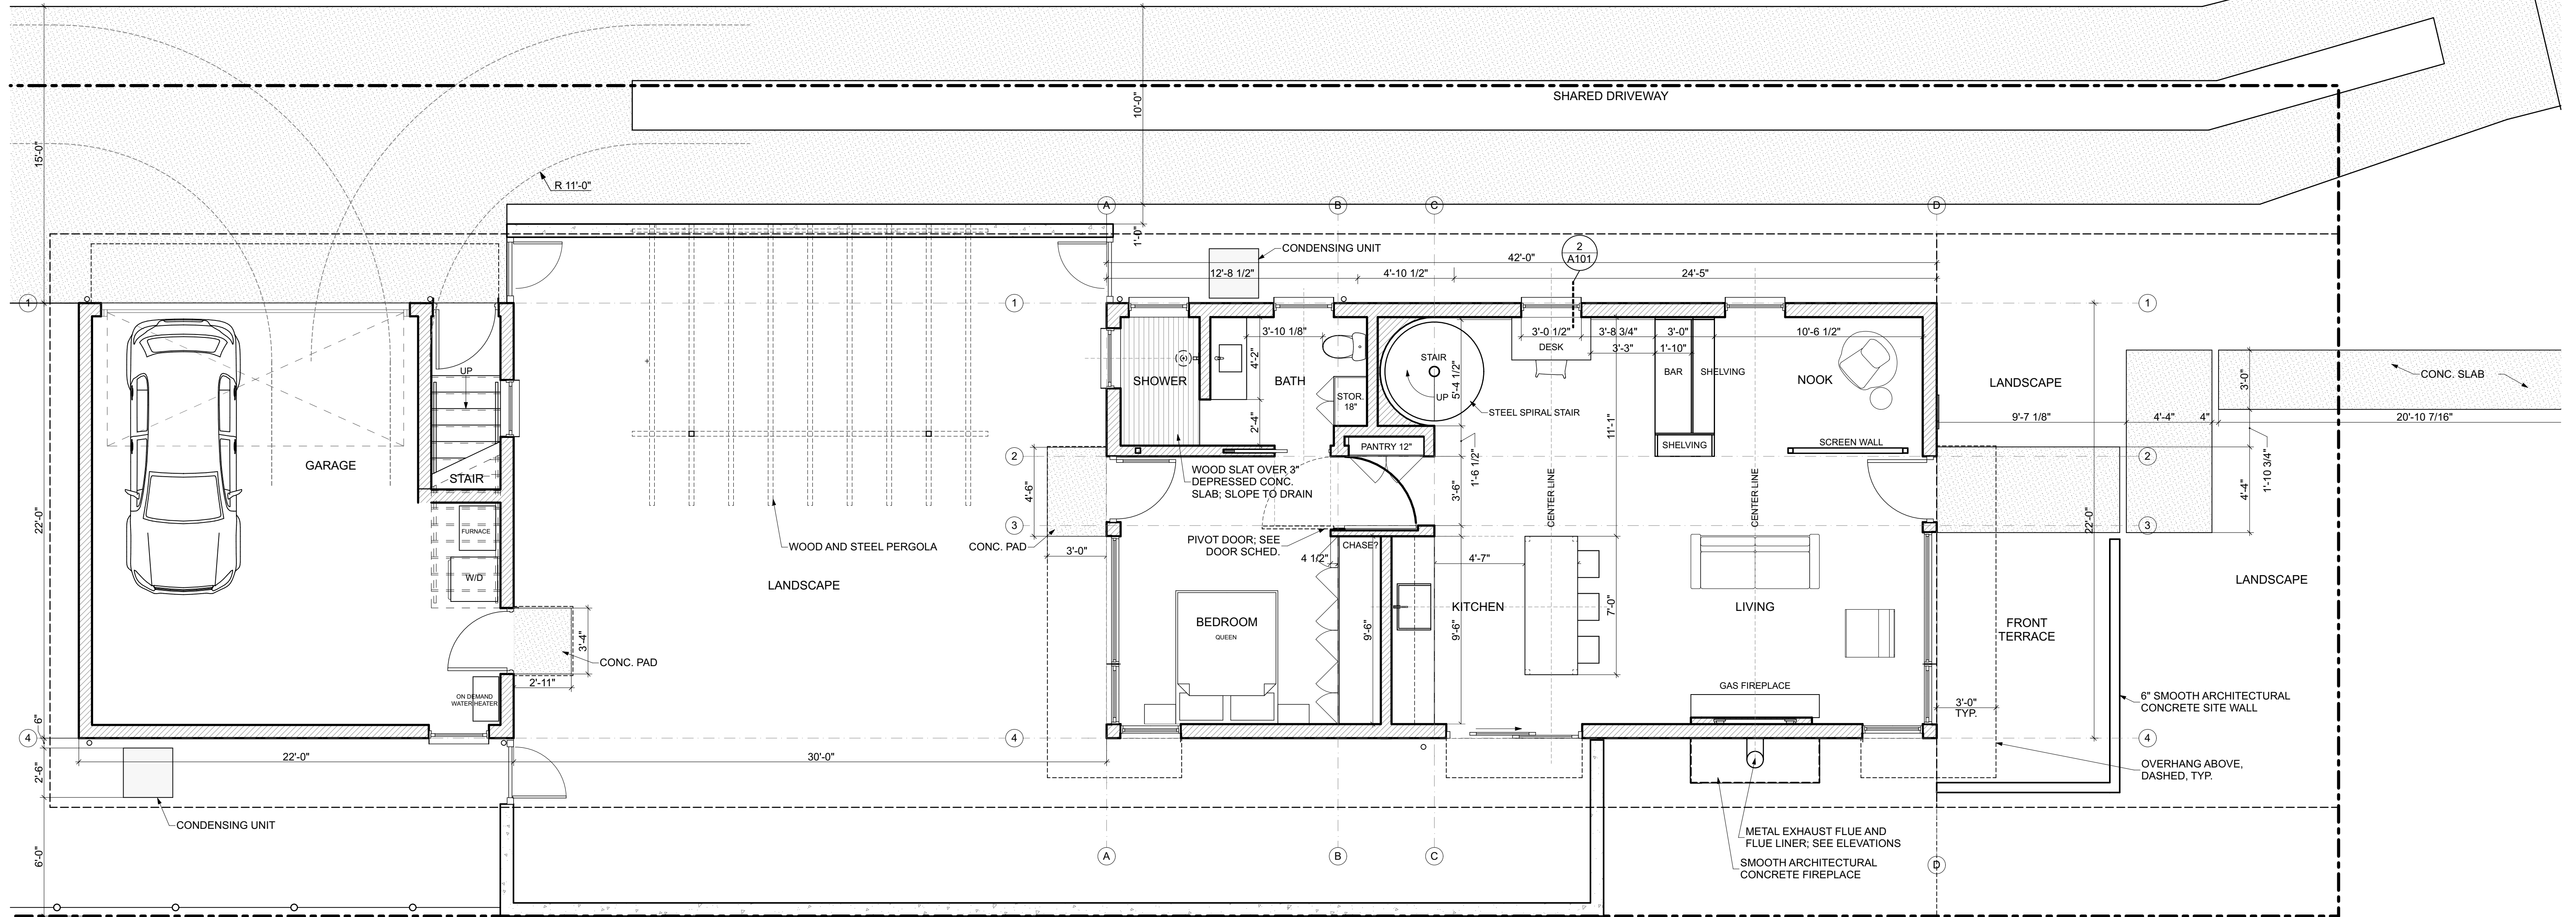 SHARED DRIVEWAY
10'-0"
15'-0"
R 11'-0"
A
B
C
D
1'-0"
CONDENSING UNIT
2
A101
42'-0"
12'-8 1/2"
4'-10 1/2"
24'-5"
1
1
1
3'-10 1/8"
4'-2"
2'-4"
SHOWER
BATH
STOR.
18"
STAIR
UP
5'-4 1/2"
STEEL SPIRAL STAIR
3'-0 1/2"
3'-8 3/4"
3'-0"
10'-6 1/2"
DESK
3'-3"
1'-10"
BAR
SHELVING
NOOK
LANDSCAPE
CONC. SLAB
3'-0"
9'-7 1/8"
4'-4"
4"
20'-10 7/16"
UP
GARAGE
STAIR
FURNACE
W/D
11'-1"
SHELVING
SCREEN WALL
PANTRY 12"
1'-6 1/2"
2
2
4'-6"
WOOD SLAT OVER 3"
DEPRESSED CONC.
SLAB; SLOPE TO DRAIN
3'-6"
CENTER LINE
CENTER LINE
1'-10 3/4"
4'-4"
22'-0"
22'-0"
3
3
WOOD AND STEEL PERGOLA
CONC. PAD
3'-0"
PIVOT DOOR; SEE
DOOR SCHED.
CHASE?
4 1/2"
4'-7"
LANDSCAPE
LANDSCAPE
KITCHEN
7'-0"
LIVING
BEDROOM
QUEEN
9'-6"
9'-6"
FRONT
TERRACE
3'-4"
CONC. PAD
2'-11"
ON DEMAND
WATER HEATER
GAS FIREPLACE
3'-0"
TYP.
6" SMOOTH ARCHITECTURAL
CONCRETE SITE WALL
6"
4
4
4
22'-0"
30'-0"
2'-6"
OVERHANG ABOVE,
DASHED, TYP.
CONDENSING UNIT
METAL EXHAUST FLUE AND
FLUE LINER; SEE ELEVATIONS
SMOOTH ARCHITECTURAL
CONCRETE FIREPLACE
6'-0"
A
B
C
D